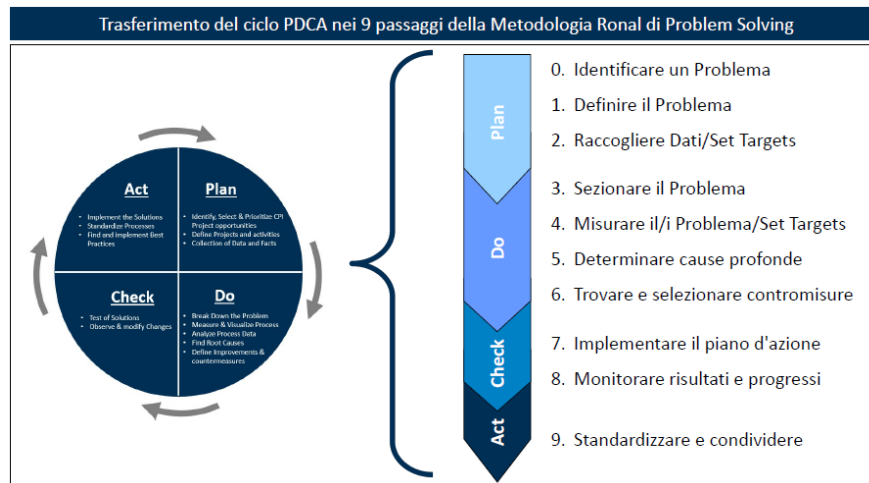 Trasferimento del ciclo PDCA nei 9 passaggi della Metodologia Ronal di Problem Solving
Act
• Implement the Solutions
• Standardize Processes
• Find and Implement Best
Practices
Plan
• Identify, Select & Prioritize CPI
Project opportunities
• Define Projects and activities
• Collection of Data and Facts
Check
• Test of Solutions
• Observe & modify Changes
Do
• Break Down the Problem
• Measure & Visualize Process
• Analyze Process Data
• Find Root Causes
• Define Improvements &
countermeasures
Plan
0. Identificare un Problema
1. Definire il Problema
2. Raccogliere Dati/Set Targets
Do
3. Sezionare il Problema
4. Misurare il/i Problema/Set Targets
5. Determinare cause profonde
6. Trovare e selezionare contromisure
Check
7. Implementare il piano d'azione
8. Monitorare risultati e progressi
Act
9. Standardizzare e condividere